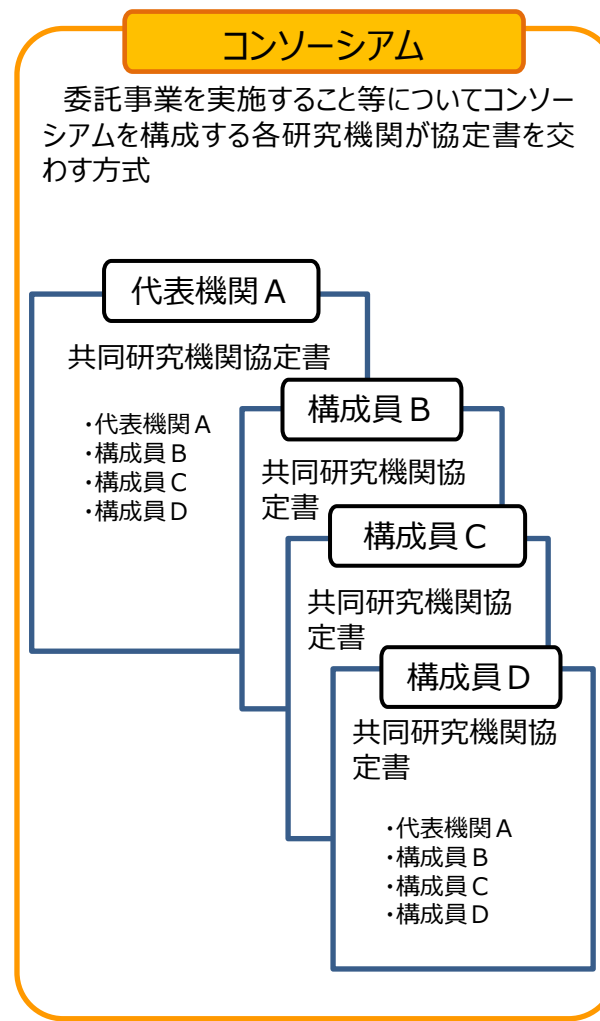 コンソーシアム
委託事業を実施すること等についてコンソー
シアムを構成する各研究機関が協定書を交
わす方式
代表機関Ａ
共同研究機関協定書
・代表機関Ａ
・構成員Ｂ
・構成員Ｃ
・構成員Ｄ
構成員Ｂ
共同研究機関協
定書
構成員Ｃ
共同研究機関協
定書
構成員Ｄ
共同研究機関協
定書
・代表機関Ａ
・構成員Ｂ
・構成員Ｃ
・構成員Ｄ